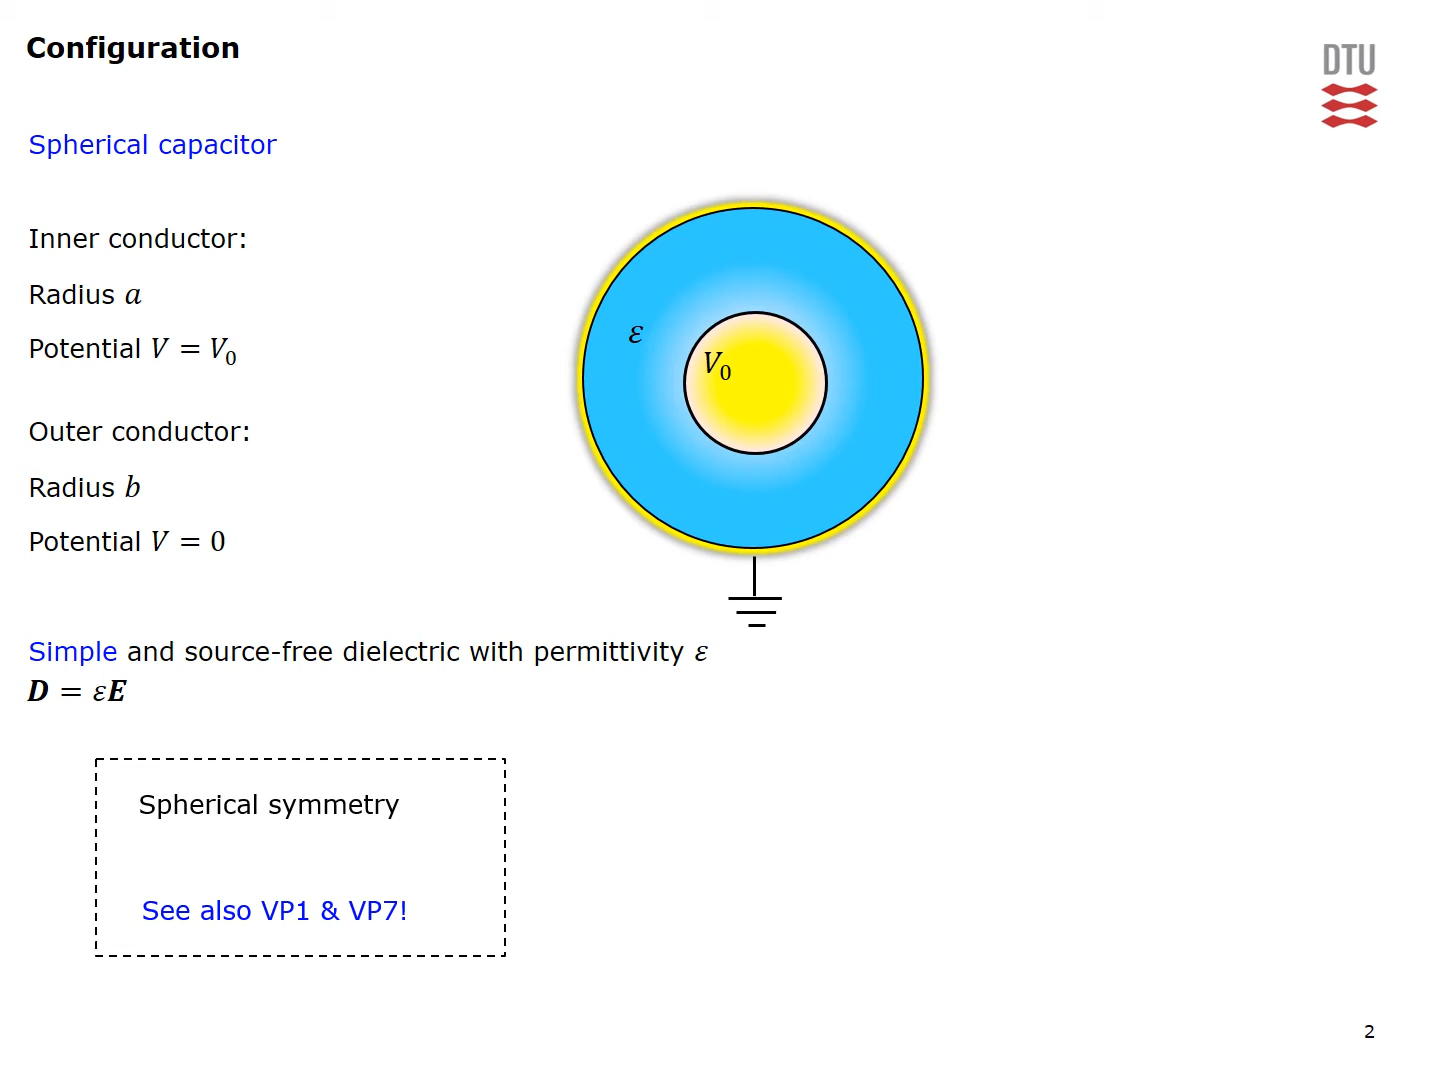 Configuration
DTU
Spherical capacitor
Inner conductor:
Radius a
Potential V = V₀
Outer conductor:
Radius b
Potential V = 0
ε
V₀
Simple and source-free dielectric with permittivity ε
D = εE
Spherical symmetry
See also VP1 & VP7!
2